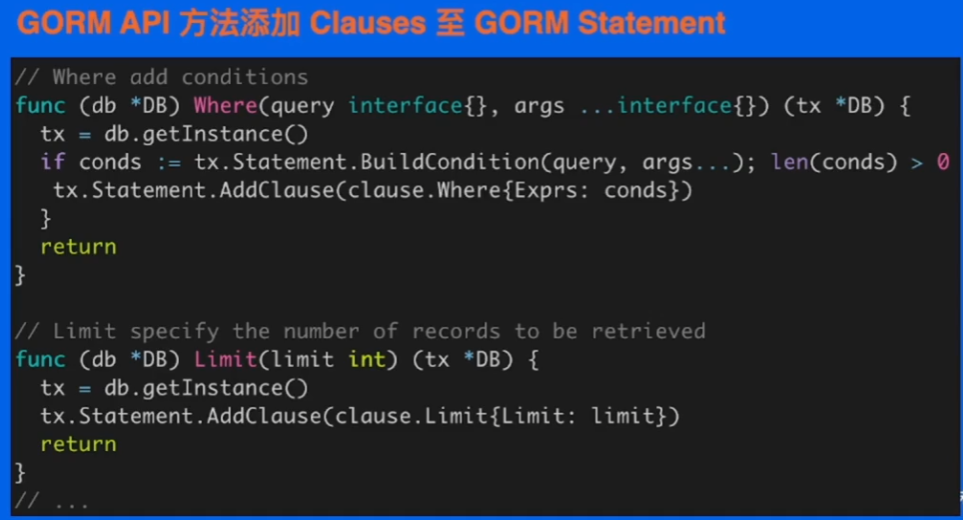 GORM API 方法添加 Clauses 至 GORM Statement
// Where add conditions
func (db *DB) Where(query interface{}, args ...interface{}) (tx *DB) {
  tx = db.getInstance()
  if conds := tx.Statement.BuildCondition(query, args...); len(conds) > 0
   tx.Statement.AddClause(clause.Where{Exprs: conds})
  }
  return
}
// Limit specify the number of records to be retrieved
func (db *DB) Limit(limit int) (tx *DB) {
  tx = db.getInstance()
  tx.Statement.AddClause(clause.Limit{Limit: limit})
  return
}
// ...